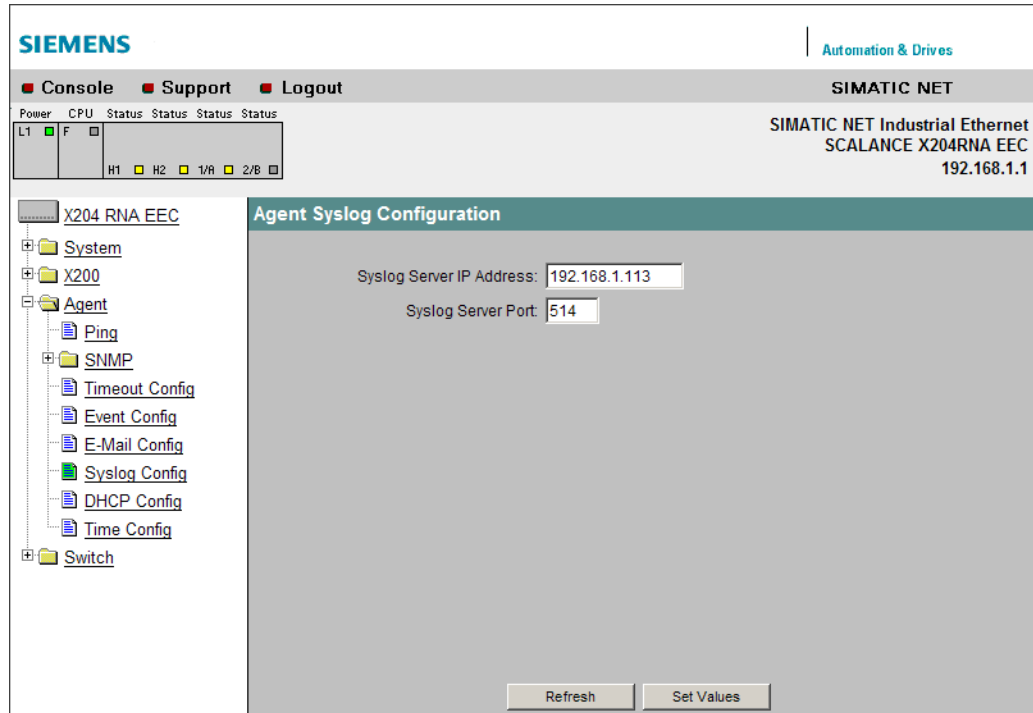 SIEMENS
Automation & Drives
Console Support Logout SIMATIC NET
Power CPU Status Status Status Status
L1 F
H1 H2 1/A 2/B
SIMATIC NET Industrial Ethernet
SCALANCE X204RNA EEC
192.168.1.1
X204 RNA EEC
System
X200
Agent
Ping
SNMP
Timeout Config
Event Config
E-Mail Config
Syslog Config
DHCP Config
Time Config
Switch
Agent Syslog Configuration
Syslog Server IP Address: 192.168.1.113
Syslog Server Port: 514
Refresh Set Values